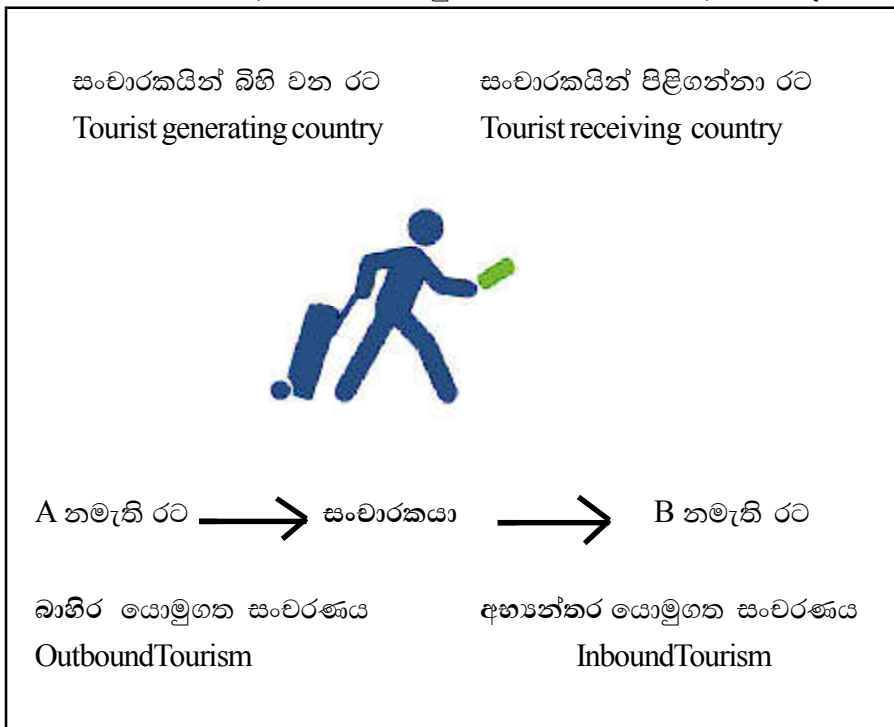 සංචාරකයින් බිහි වන රට සංචාරකයින් පිළිගන්නා රට
Tourist generating country Tourist receiving country
A නමැති රට සංචාරකයා B නමැති රට
බාහිර යොමුගත සංචරණය අභ්‍යන්තර යොමුගත සංචරණය
OutboundTourism InboundTourism